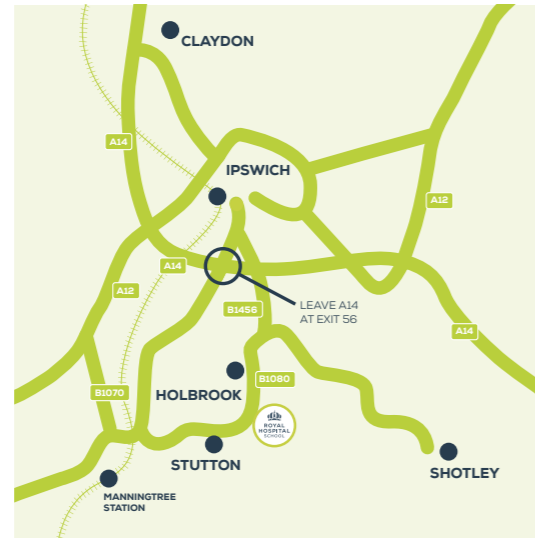 CLAYDON
A14
IPSWICH
A12
A14
A12
LEAVE A14
AT EXIT 56
B1456
A14
B1070
B1080
HOLBROOK
ROYAL
HOSPITAL
SCHOOL
STUTTON
SHOTLEY
MANNINGTREE
STATION